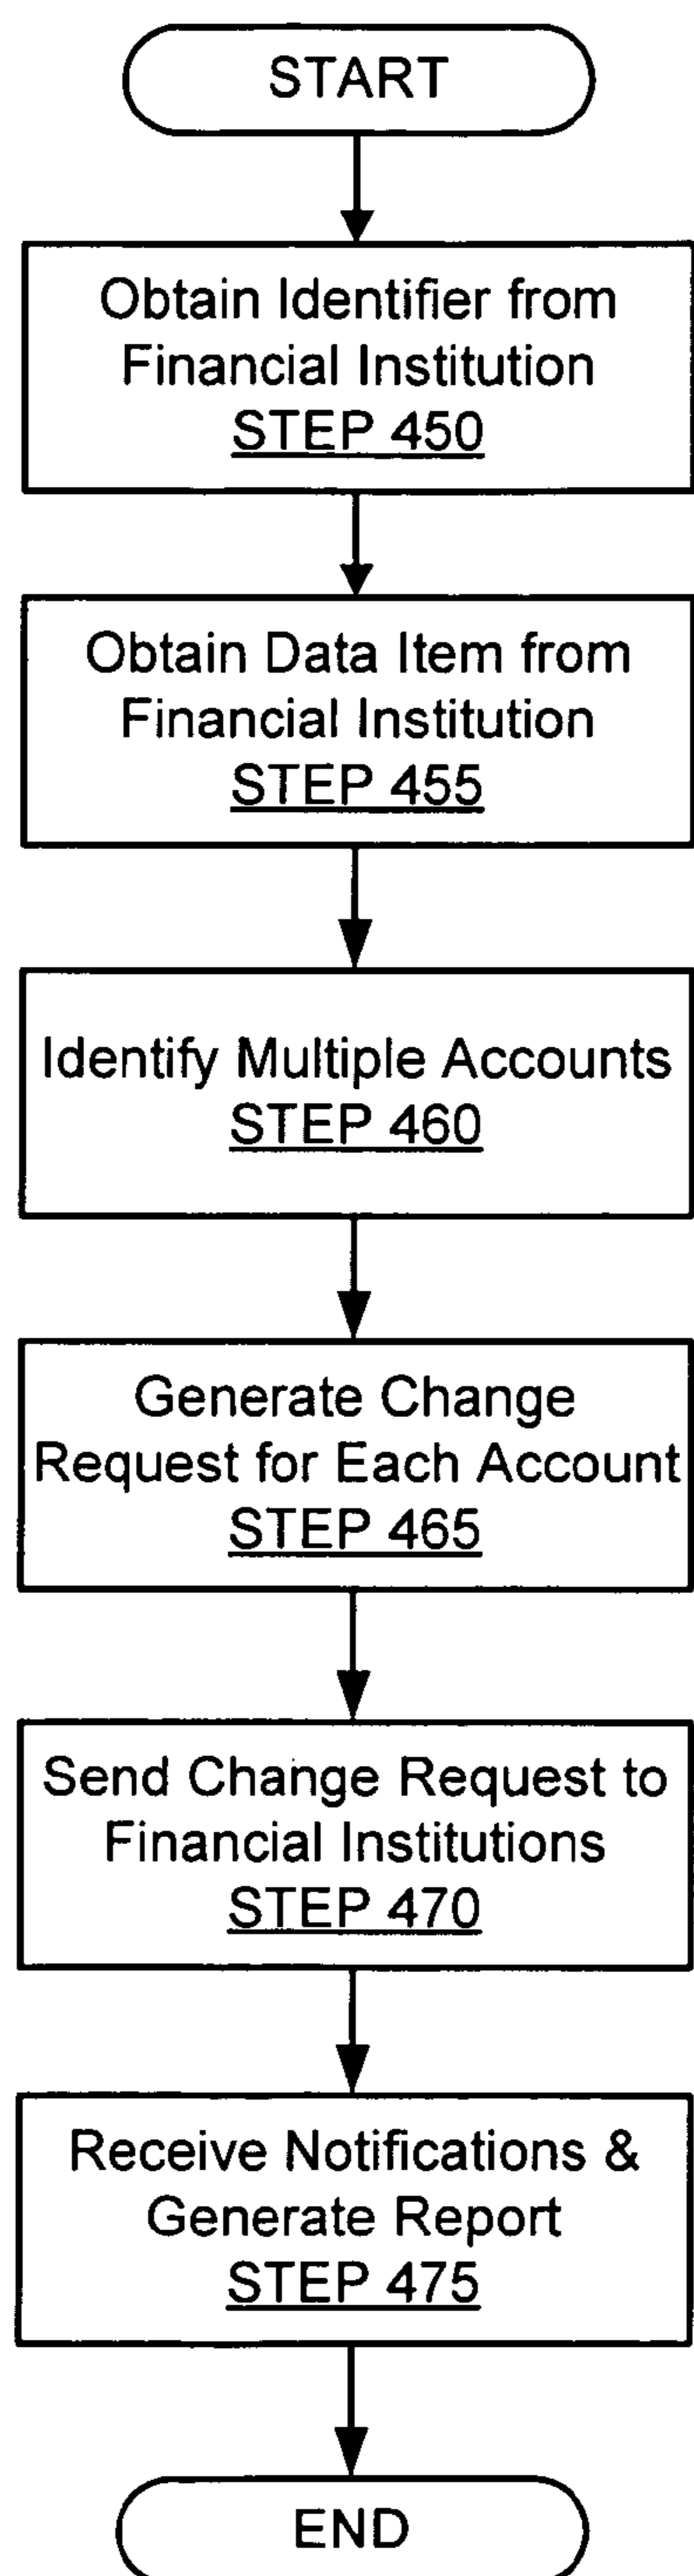 START
Obtain Identifier from
Financial Institution
STEP 450
Obtain Data Item from
Financial Institution
STEP 455
Identify Multiple Accounts
STEP 460
Generate Change
Request for Each Account
STEP 465
Send Change Request to
Financial Institutions
STEP 470
Receive Notifications &
Generate Report
STEP 475
END